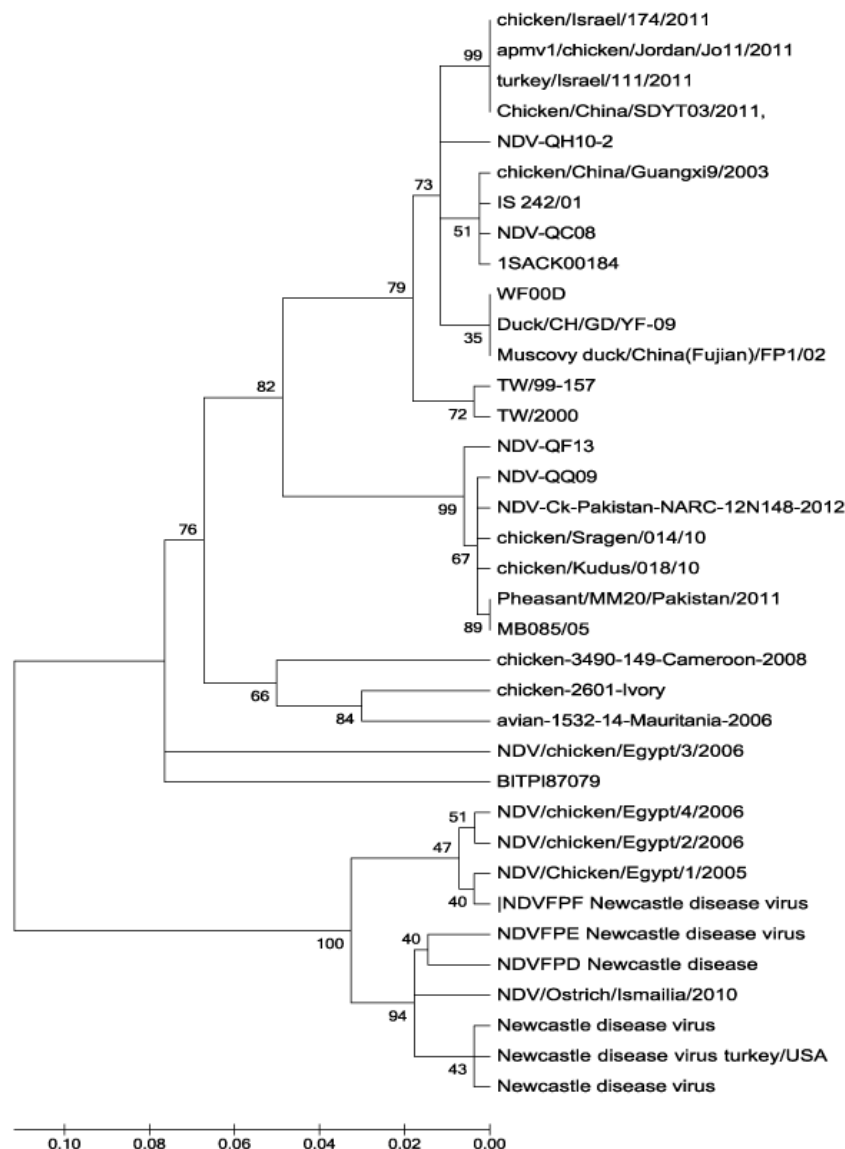 chicken/Israel/174/2011
apmv1/chicken/Jordan/Jo11/2011
99
turkey/Israel/111/2011
Chicken/China/SDYT03/2011,
NDV-QH10-2
chicken/China/Guangxi9/2003
73
IS 242/01
NDV-QC08
51
1SACK00184
79
WF00D
Duck/CH/GD/YF-09
35
Muscovy duck/China(Fujian)/FP1/02
82
TW/99-157
72
TW/2000
NDV-QF13
NDV-QQ09
99
NDV-Ck-Pakistan-NARC-12N148-2012
76
chicken/Sragen/014/10
67
chicken/Kudus/018/10
Pheasant/MM20/Pakistan/2011
89
MB085/05
chicken-3490-149-Cameroon-2008
66
chicken-2601-Ivory
84
avian-1532-14-Mauritania-2006
NDV/chicken/Egypt/3/2006
BITPI87079
51
NDV/chicken/Egypt/4/2006
NDV/chicken/Egypt/2/2006
47
NDV/Chicken/Egypt/1/2005
40
|NDVFPF Newcastle disease virus
100
40
NDVFPE Newcastle disease virus
NDVFPD Newcastle disease
NDV/Ostrich/Ismailia/2010
94
Newcastle disease virus
43
Newcastle disease virus turkey/USA
Newcastle disease virus
0.10 0.08 0.06 0.04 0.02 0.00